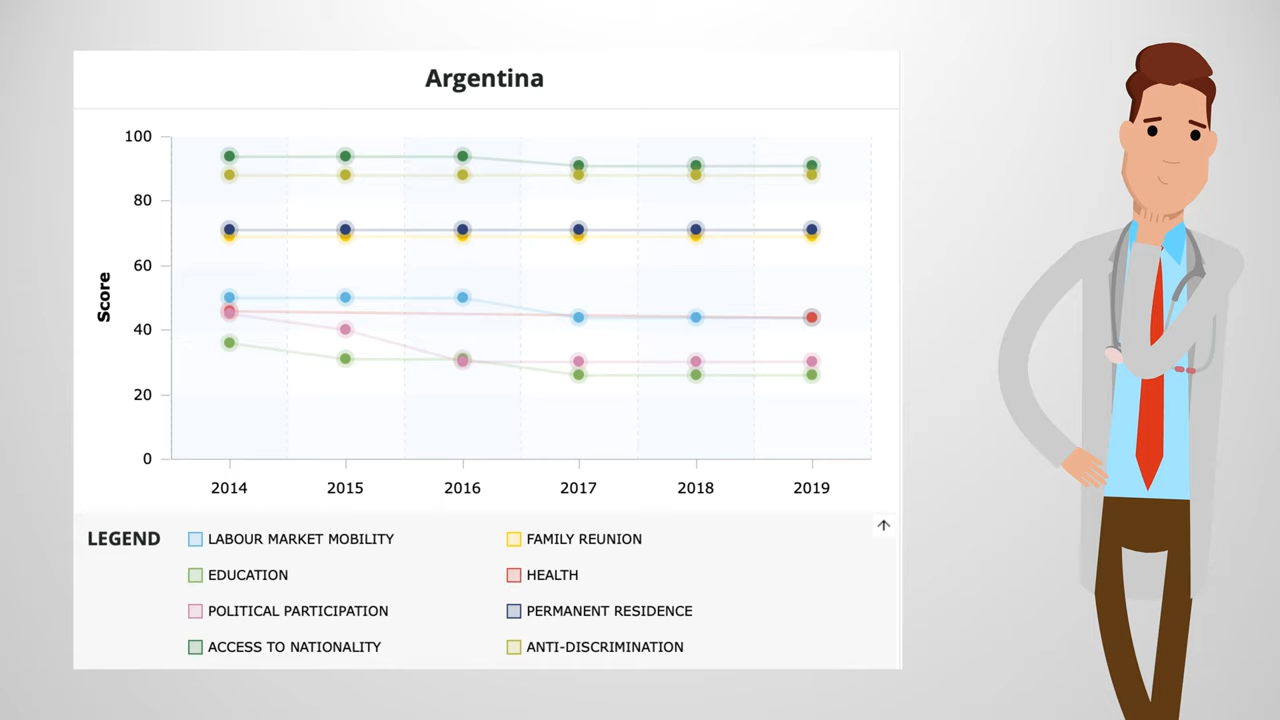 Argentina
100
80
60
40
20
0
Score
2014 2015 2016 2017 2018 2019
LEGEND
LABOUR MARKET MOBILITY FAMILY REUNION
EDUCATION HEALTH
POLITICAL PARTICIPATION PERMANENT RESIDENCE
ACCESS TO NATIONALITY ANTI-DISCRIMINATION